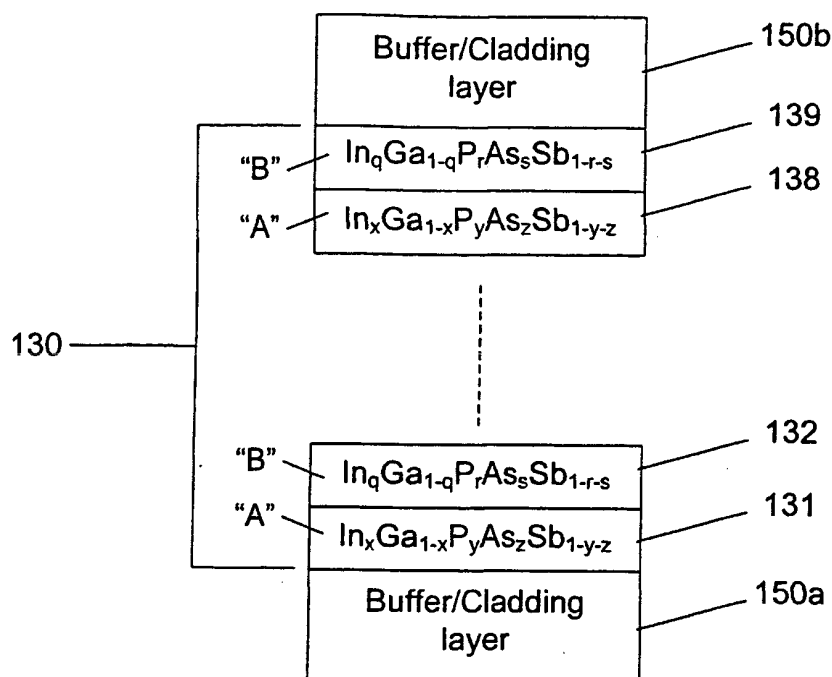 Buffer/Cladding
layer
150b
139
"B" InqGa1-qPrAssSb1-r-s
138
"A" InxGa1-xPyAszSb1-y-z
130
132
"B" InqGa1-qPrAssSb1-r-s
131
"A" InxGa1-xPyAszSb1-y-z
Buffer/Cladding
layer
150a